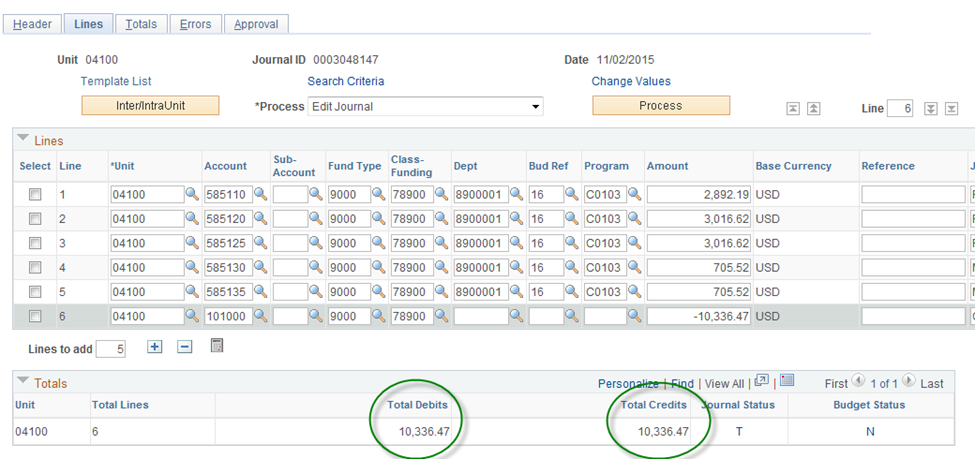 Header Lines Totals Errors Approval
Unit 04100 Journal ID 0003048147 Date 11/02/2015
Template List Search Criteria Change Values
Inter/IntraUnit *Process Edit Journal Process Line 6
Lines
Select Line *Unit Account Sub-Account Fund Type Class-Funding Dept Bud Ref Program Amount Base Currency Reference
1 04100 585110 9000 78900 8900001 16 C0103 2,892.19 USD
2 04100 585120 9000 78900 8900001 16 C0103 3,016.62 USD
3 04100 585125 9000 78900 8900001 16 C0103 3,016.62 USD
4 04100 585130 9000 78900 8900001 16 C0103 705.52 USD
5 04100 585135 9000 78900 8900001 16 C0103 705.52 USD
6 04100 101000 9000 78900 -10,336.47 USD
Lines to add 5
Totals Personalize | Find | View All | | First 1 of 1 Last
Unit Total Lines Total Debits Total Credits Journal Status Budget Status
04100 6 10,336.47 10,336.47 T N